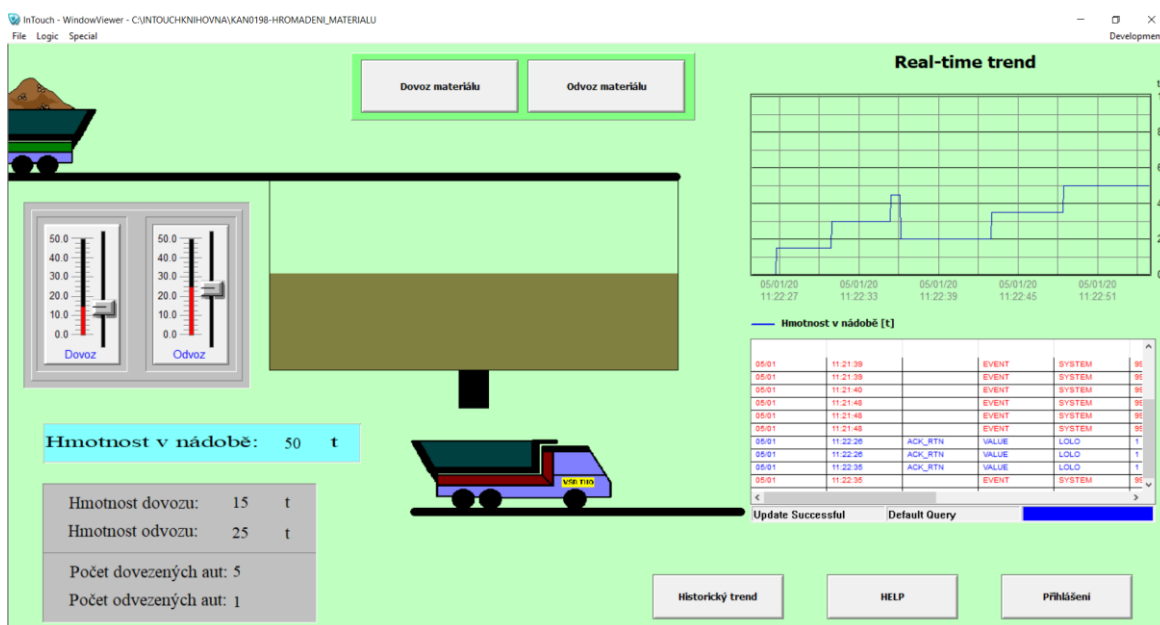 InTouch - WindowViewer - C:\INTOUCHKNIHOVNA\KAN0198-HROMADENI_MATERIALU
File Logic Special
Development
Dovoz materiálu
Odvoz materiálu
Real-time trend
t
8
6
4
2
0
05/01/20 05/01/20 05/01/20 05/01/20 05/01/20
11:22:27 11:22:33 11:22:39 11:22:45 11:22:51
Hmotnost v nádobě [t]
50.0 50.0
40.0 40.0
30.0 30.0
20.0 20.0
10.0 10.0
0.0 0.0
Dovoz Odvoz
Hmotnost v nádobě: 50 t
Hmotnost dovozu: 15 t
Hmotnost odvozu: 25 t
Počet dovezených aut: 5
Počet odvezených aut: 1
VSB TUO
05/01 11:21:39 EVENT SYSTEM
05/01 11:21:39 EVENT SYSTEM
05/01 11:21:40 EVENT SYSTEM
05/01 11:21:48 EVENT SYSTEM
05/01 11:21:48 EVENT SYSTEM
05/01 11:21:48 EVENT SYSTEM
05/01 11:22:26 ACK_RTN VALUE LOLO 1
05/01 11:22:26 ACK_RTN VALUE LOLO 1
05/01 11:22:35 ACK_RTN VALUE LOLO 1
05/01 11:22:35 EVENT SYSTEM
Update Successful Default Query
Historický trend
HELP
Přihlášení